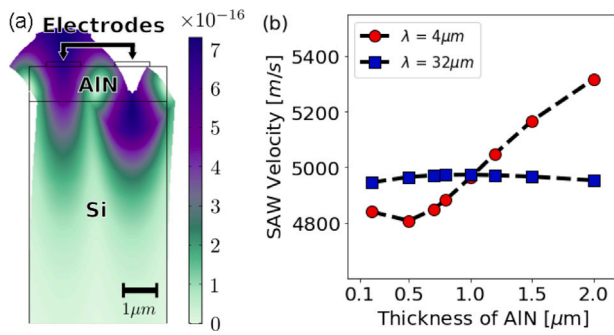 (a)
×10−16
Electrodes
AlN
Si
1μm
7
6
5
4
3
2
1
0
(b)
λ = 4μm
λ = 32μm
SAW Velocity [m/s]
5400
5200
5000
4800
0.1 0.5 1.0 1.5 2.0
Thickness of AlN [μm]